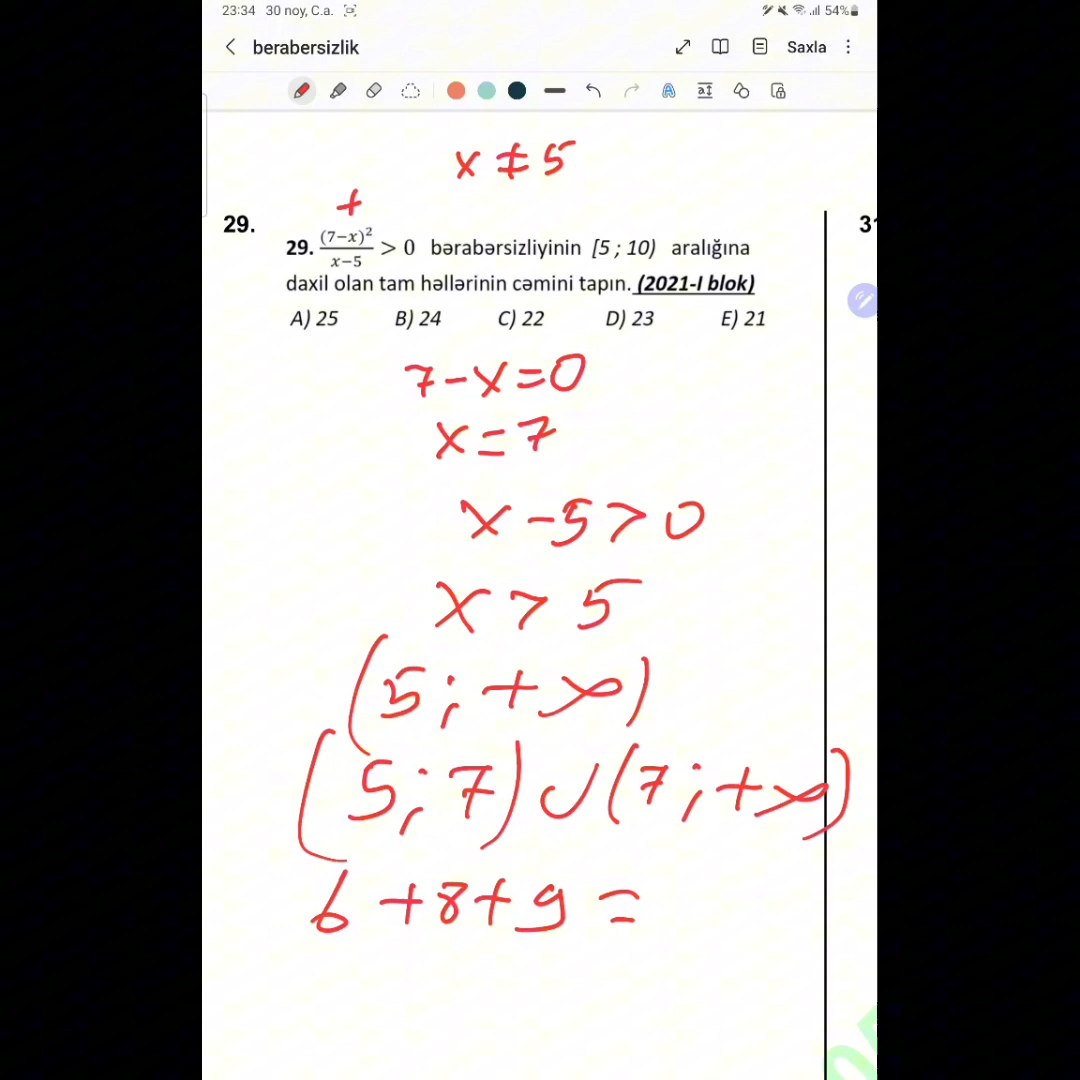 23:34 30 noy, C.a. 54%
berabersizlik Saxla
x ≠ 5
+
29.
29. (7−x)²/x−5 > 0 bərabərsizliyinin [5 ; 10) aralığına
daxil olan tam həllərinin cəmini tapın. (2021-I blok)
A) 25 B) 24 C) 22 D) 23 E) 21
7-x=0
x=7
x-5>0
x>5
(5;+∞)
(5;7)∪(7;+∞)
6+8+9=